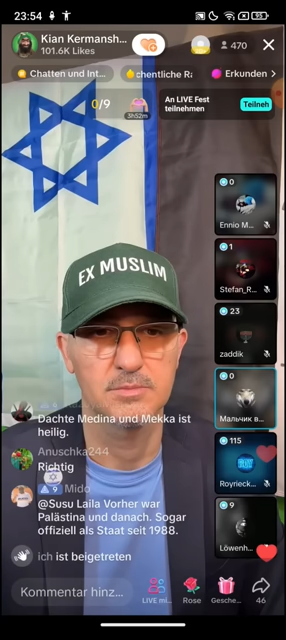 23:54
95
Kian Kermansh...
101.6K Likes
470
Chatten und Int...
chentliche Ra
Erkunden
0/9
3h52m
An LIVE Fest
teilnehmen
Teilneh
0
Ennio M...
1
Stefan_R...
23
zaddik
0
Мальчик в...
115
Royrieck...
9
Löwenh...
EX MUSLIM
Dachte Medina und Mekka ist
heilig.
Anuschka244
Richtig
9 Mido
@Susu Laila Vorher war
Palästina und danach. Sogar
offiziell als Staat seit 1988.
ich ist beigetreten
Kommentar hinz...
LIVE mi...
Rose
Gesche...
46